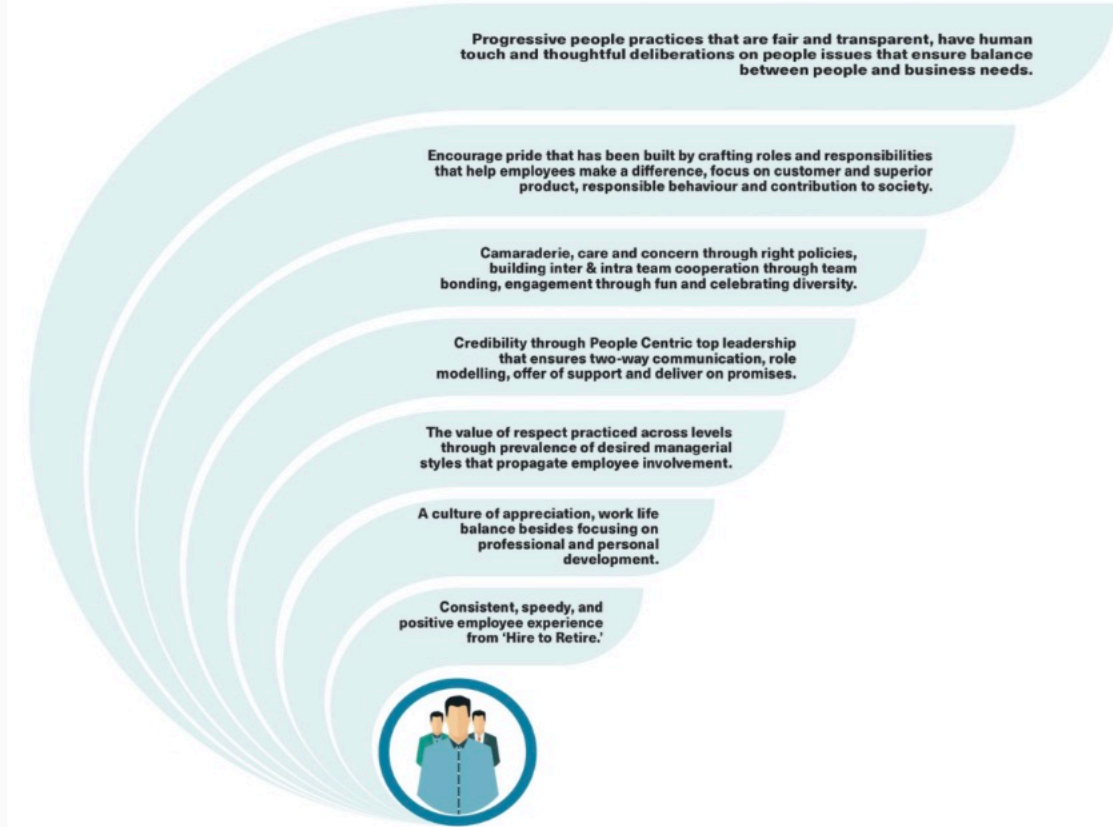 Progressive people practices that are fair and transparent, have human
touch and thoughtful deliberations on people issues that ensure balance
between people and business needs.
Encourage pride that has been built by crafting roles and responsibilities
that help employees make a difference, focus on customer and superior
product, responsible behaviour and contribution to society.
Camaraderie, care and concern through right policies,
building inter & intra team cooperation through team
bonding, engagement through fun and celebrating diversity.
Credibility through People Centric top leadership
that ensures two-way communication, role
modelling, offer of support and deliver on promises.
The value of respect practiced across levels
through prevalence of desired managerial
styles that propagate employee involvement.
A culture of appreciation, work life
balance besides focusing on
professional and personal
development.
Consistent, speedy, and
positive employee experience
from ‘Hire to Retire.’